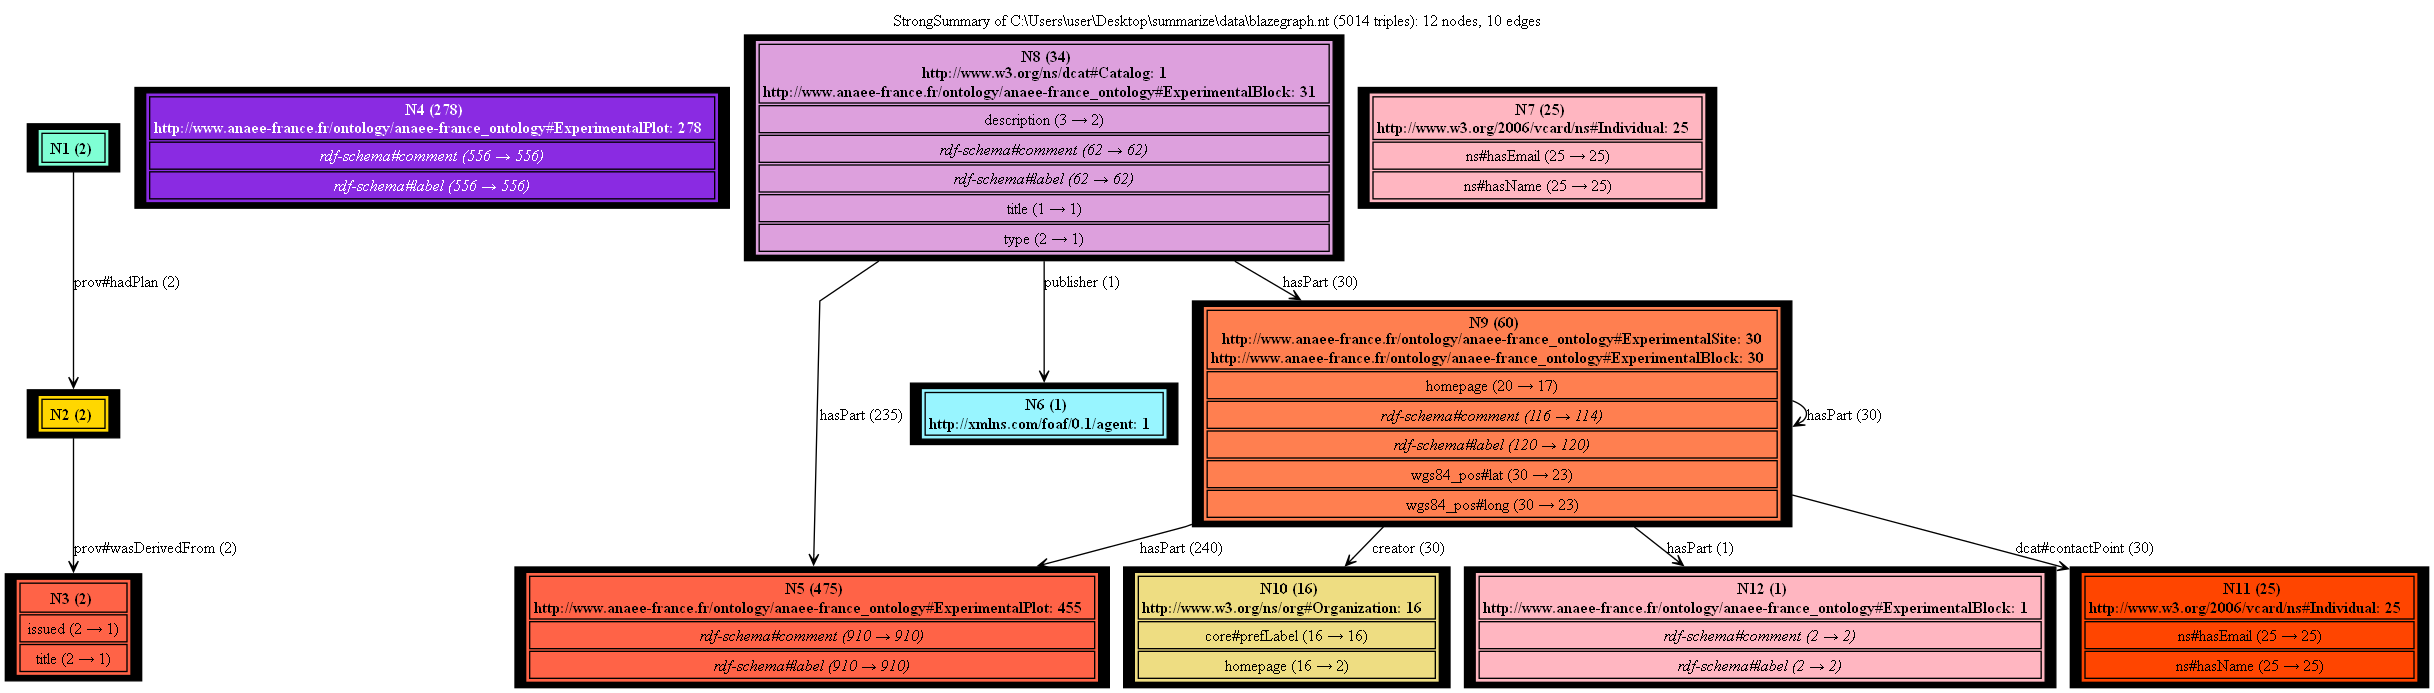 StrongSummary of C:\Users\user\Desktop\summarize\data\blazegraph.nt (5014 triples): 12 nodes, 10 edges
N1 (2)
N4 (278)
http://www.anaee-france.fr/ontology/anaee-france_ontology#ExperimentalPlot: 278
rdf-schema#comment (556 → 556)
rdf-schema#label (556 → 556)
N8 (34)
http://www.w3.org/ns/dcat#Catalog: 1
http://www.anaee-france.fr/ontology/anaee-france_ontology#ExperimentalBlock: 31
description (3 → 2)
rdf-schema#comment (62 → 62)
rdf-schema#label (62 → 62)
title (1 → 1)
type (2 → 1)
N7 (25)
http://www.w3.org/2006/vcard/ns#Individual: 25
ns#hasEmail (25 → 25)
ns#hasName (25 → 25)
prov#hadPlan (2)
publisher (1)
hasPart (30)
N2 (2)
hasPart (235)
N6 (1)
http://xmlns.com/foaf/0.1/agent: 1
N9 (60)
http://www.anaee-france.fr/ontology/anaee-france_ontology#ExperimentalSite: 30
http://www.anaee-france.fr/ontology/anaee-france_ontology#ExperimentalBlock: 30
homepage (20 → 17)
rdf-schema#comment (116 → 114)
rdf-schema#label (120 → 120)
wgs84_pos#lat (30 → 23)
wgs84_pos#long (30 → 23)
hasPart (30)
prov#wasDerivedFrom (2)
hasPart (240)
creator (30)
hasPart (1)
dcat#contactPoint (30)
N3 (2)
issued (2 → 1)
title (2 → 1)
N5 (475)
http://www.anaee-france.fr/ontology/anaee-france_ontology#ExperimentalPlot: 455
rdf-schema#comment (910 → 910)
rdf-schema#label (910 → 910)
N10 (16)
http://www.w3.org/ns/org#Organization: 16
core#prefLabel (16 → 16)
homepage (16 → 2)
N12 (1)
http://www.anaee-france.fr/ontology/anaee-france_ontology#ExperimentalBlock: 1
rdf-schema#comment (2 → 2)
rdf-schema#label (2 → 2)
N11 (25)
http://www.w3.org/2006/vcard/ns#Individual: 25
ns#hasEmail (25 → 25)
ns#hasName (25 → 25)